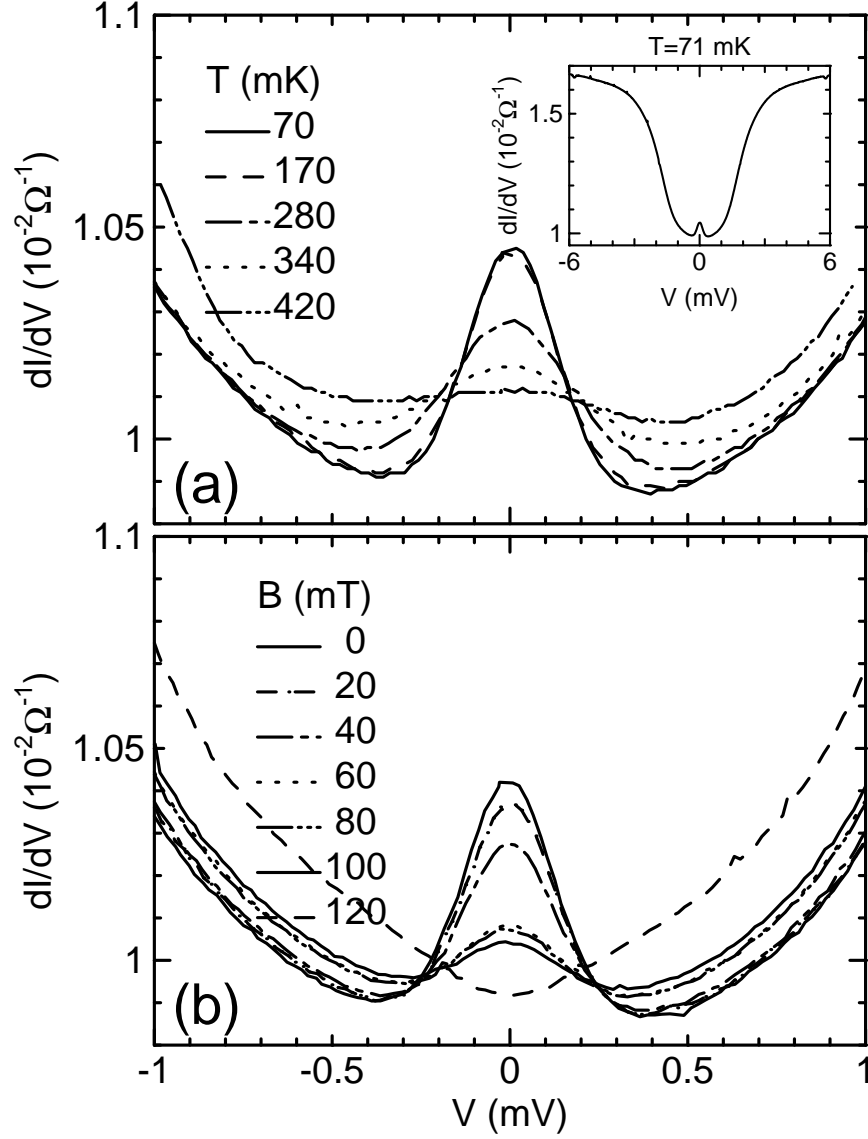 1.1
1.05
1
dI/dV (10⁻²Ω⁻¹)
T (mK)
70
170
280
340
420
(a)
T=71 mK
dI/dV (10⁻²Ω⁻¹)
1.5
1
-6 0 6
V (mV)
1.1
1.05
1
dI/dV (10⁻²Ω⁻¹)
B (mT)
0
20
40
60
80
100
120
(b)
-1 -0.5 0 0.5 1
V (mV)